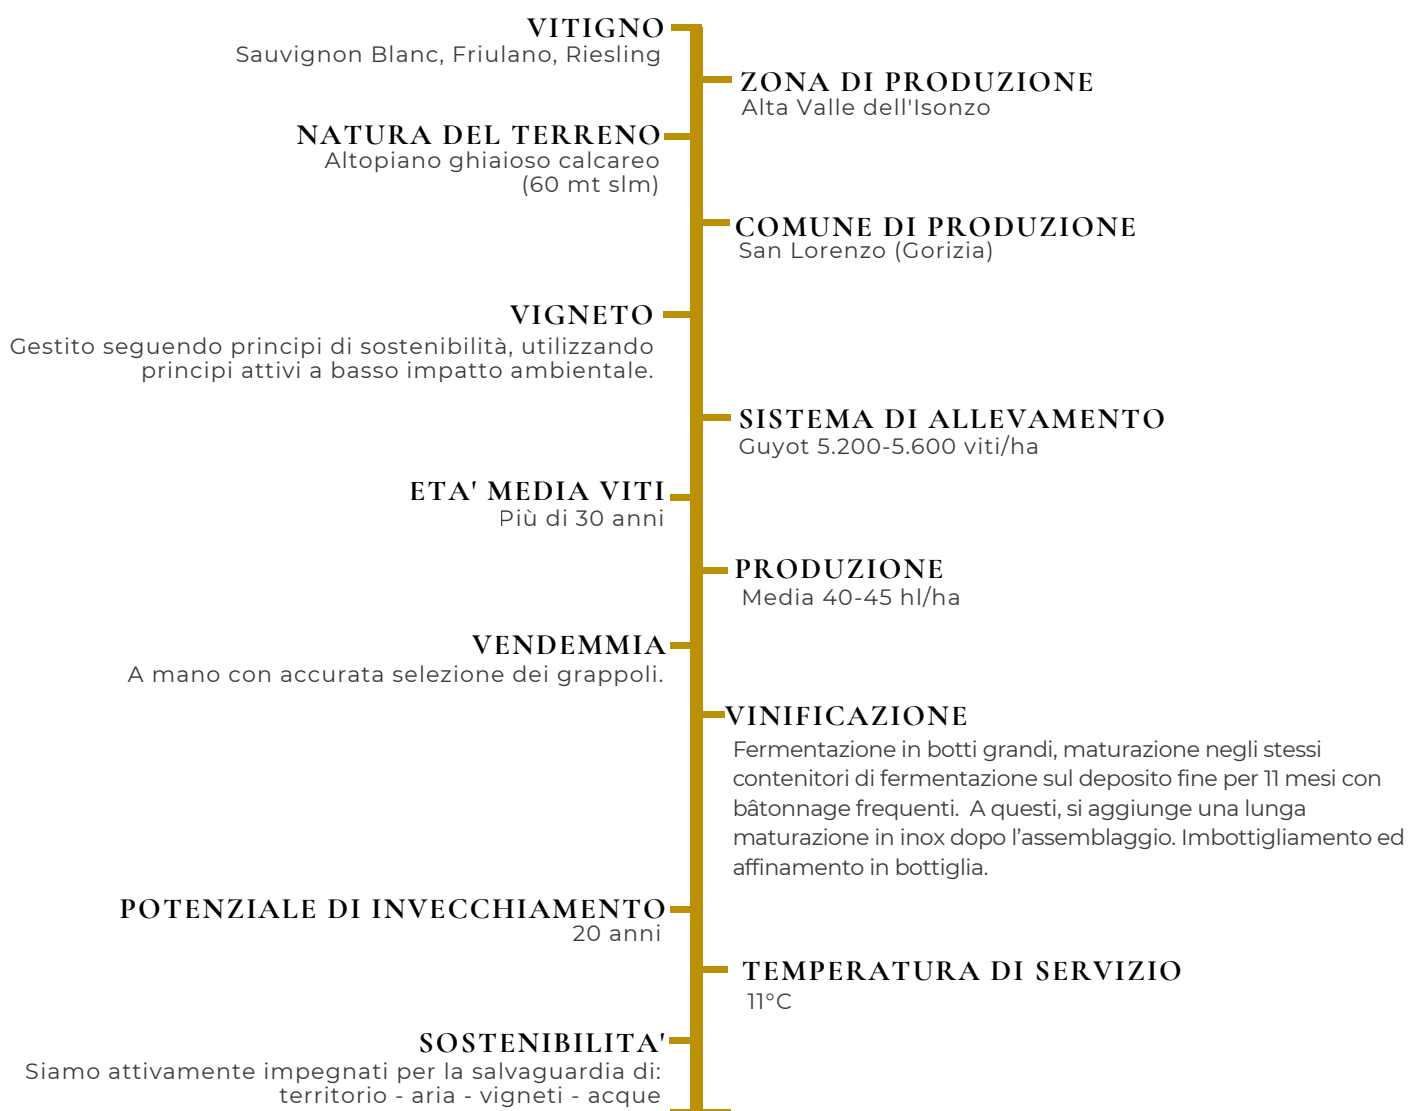 VITIGNO
Sauvignon Blanc, Friulano, Riesling
ZONA DI PRODUZIONE
Alta Valle dell'Isonzo
NATURA DEL TERRENO
Altopiano ghiaioso calcareo
(60 mt slm)
COMUNE DI PRODUZIONE
San Lorenzo (Gorizia)
VIGNETO
Gestito seguendo principi di sostenibilità, utilizzando
principi attivi a basso impatto ambientale.
SISTEMA DI ALLEVAMENTO
Guyot 5.200-5.600 viti/ha
ETA' MEDIA VITI
Più di 30 anni
PRODUZIONE
Media 40-45 hl/ha
VENDEMMIA
A mano con accurata selezione dei grappoli.
VINIFICAZIONE
Fermentazione in botti grandi, maturazione negli stessi
contenitori di fermentazione sul deposito fine per 11 mesi con
bâtonnage frequenti.  A questi, si aggiunge una lunga
maturazione in inox dopo l’assemblaggio. Imbottigliamento ed
affinamento in bottiglia.
POTENZIALE DI INVECCHIAMENTO
20 anni
TEMPERATURA DI SERVIZIO
11°C
SOSTENIBILITA'
Siamo attivamente impegnati per la salvaguardia di:
territorio - aria - vigneti - acque